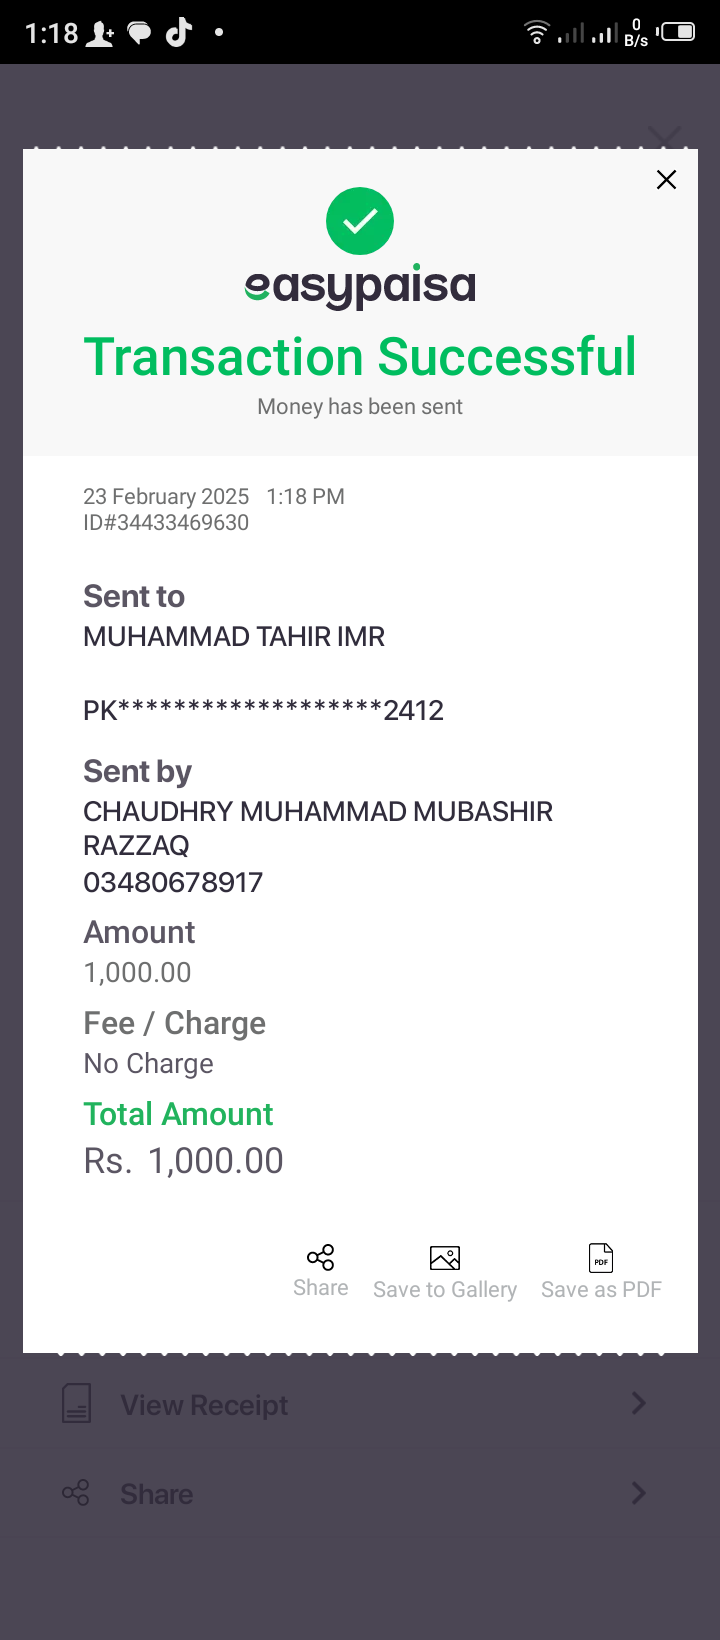 1:18
0
B/s
easypaisa
Transaction Successful
Money has been sent
23 February 2025 1:18 PM
ID#34433469630
Sent to
MUHAMMAD TAHIR IMR
PK*******************2412
Sent by
CHAUDHRY MUHAMMAD MUBASHIR
RAZZAQ
03480678917
Amount
1,000.00
Fee / Charge
No Charge
Total Amount
Rs. 1,000.00
Share Save to Gallery PDF Save as PDF
View Receipt
Share